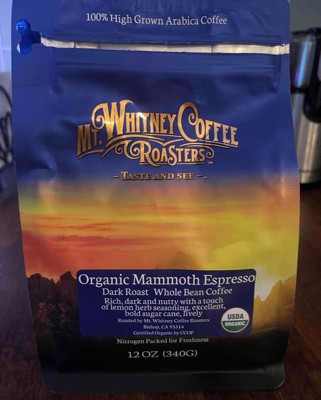 100% High Grown Arabica Coffee
Mt. Whitney Coffee
Roasters
Taste and See
Organic Mammoth Espresso
Dark Roast Whole Bean Coffee
Rich, dark and nutty with a touch
of lemon herb seasoning, excellent,
bold sugar cane, lively
Roasted by Mt. Whitney Coffee Roasters
Bishop, CA 93514
Certified Organic by CCOF
USDA
ORGANIC
Nitrogen Packed for Freshness
12 OZ (340G)